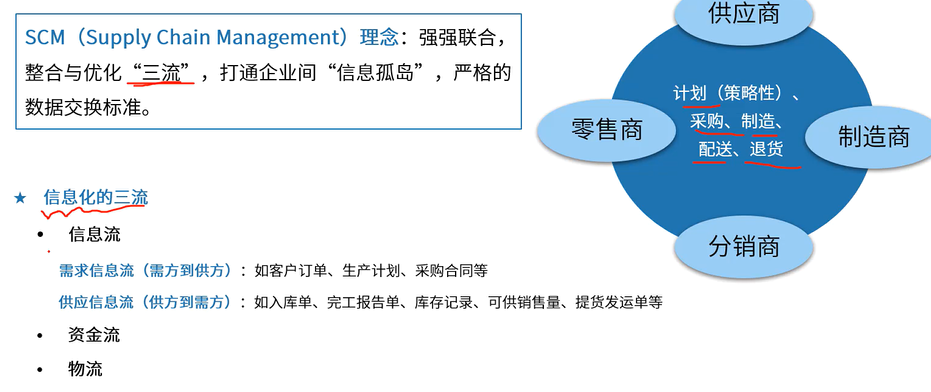 SCM（Supply Chain Management）理念：强强联合，
整合与优化“三流”，打通企业间“信息孤岛”，严格的
数据交换标准。
供应商
零售商
计划（策略性）、
采购、制造、
配送、退货
制造商
分销商
★ 信息化的三流
• 信息流
需求信息流（需方到供方）：如客户订单、生产计划、采购合同等
供应信息流（供方到需方）：如入库单、完工报告单、库存记录、可供销售量、提货发运单等
• 资金流
• 物流